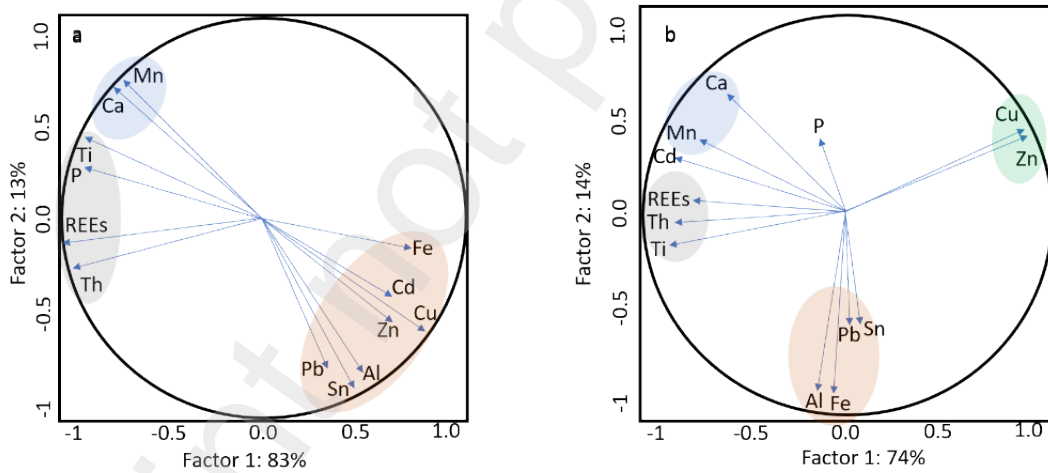 a
1.0
0.5
0.0
-0.5
-1
Factor 2: 13%
Mn
Ca
Ti
P
REEs
Th
Fe
Cd
Cu
Zn
Pb
Al
Sn
-1
-0.5
0.0
0.5
1.0
Factor 1: 83%
b
1.0
0.5
0.0
-0.5
-1
Factor 2: 14%
Ca
P
Mn
Cd
Cu
Zn
REEs
Th
Ti
Pb
Sn
Al
Fe
-1
-0.5
0.0
0.5
1.0
Factor 1: 74%
int not p